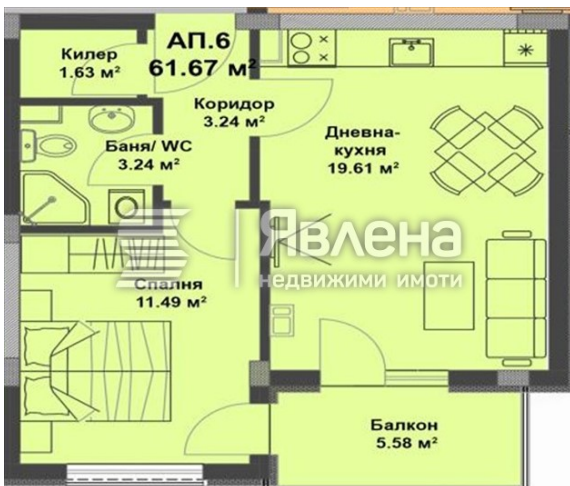 АП.6
61.67 м²
Килер
1.63 м²
Коридор
3.24 м²
Баня/ WC
3.24 м²
Дневна-
кухня
19.61 м²
Явлена
недвижими имоти
Спалня
11.49 м²
Балкон
5.58 м²